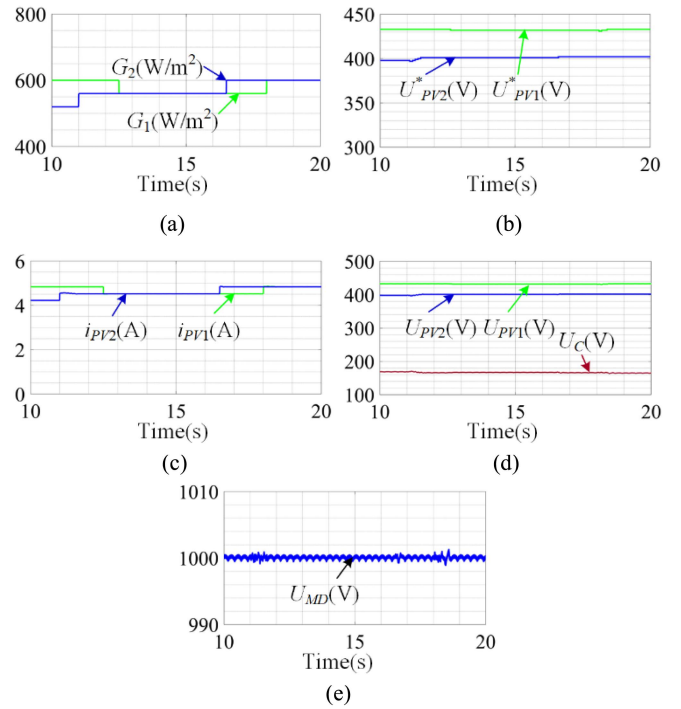 800
G2(W/m²)
600
G1(W/m²)
400
10 15 20
Time(s)
(a)
450
400
U*PV2(V) U*PV1(V)
350
300
10 15 20
Time(s)
(b)
6
4
iPV2(A) iPV1(A)
2
0
10 15 20
Time(s)
(c)
500
400
UPV2(V) UPV1(V)
300
UC(V)
200
100
10 15 20
Time(s)
(d)
1010
1000
UMD(V)
990
10 15 20
Time(s)
(e)